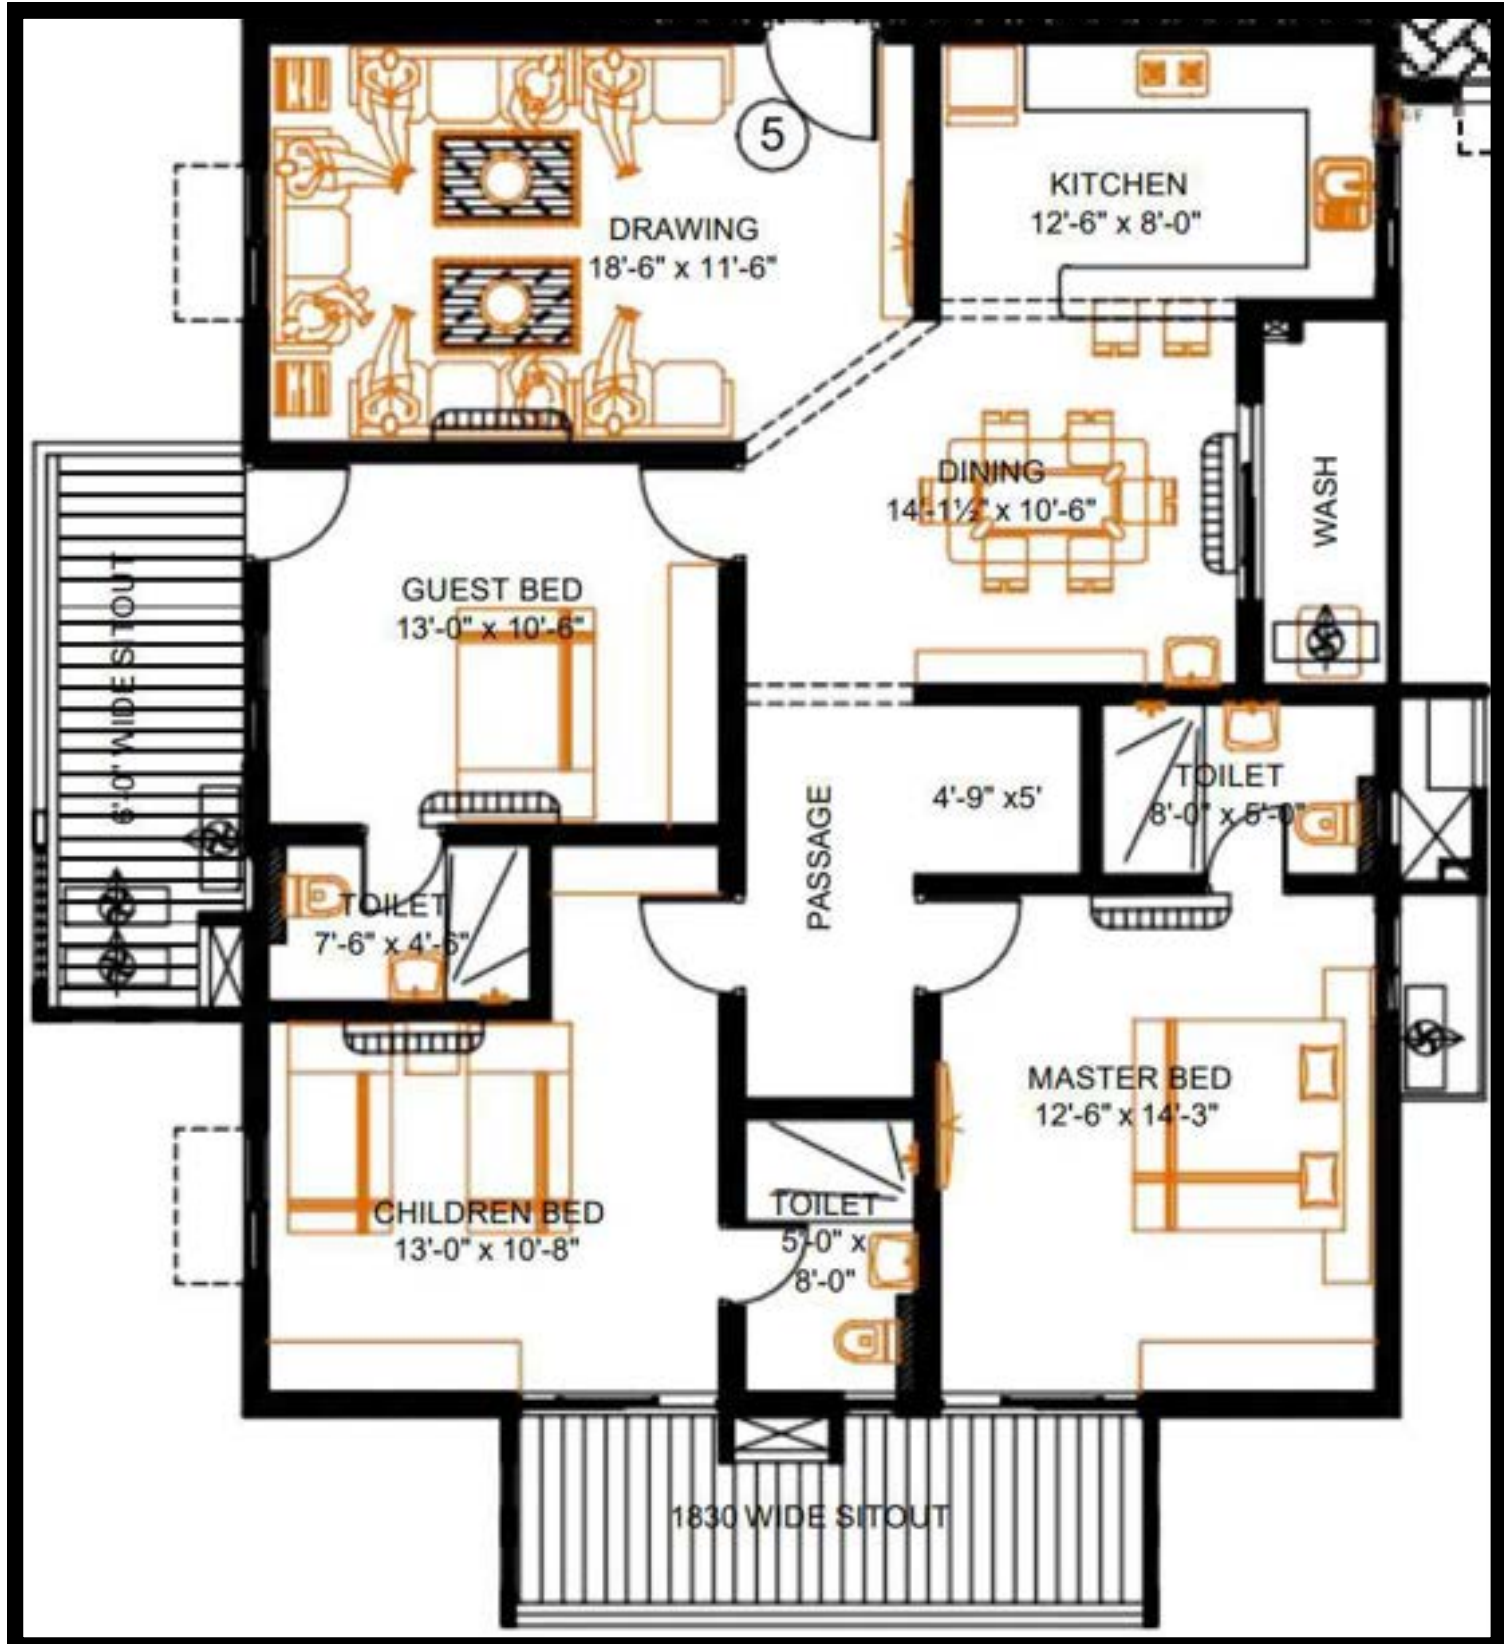 5
KITCHEN
12'-6" x 8'-0"
DRAWING
18'-6" x 11'-6"
DINING
14'-1½" x 10'-6"
WASH
GUEST BED
13'-0" x 10'-6"
6'-0" WIDE SITOUT
PASSAGE
4'-9" x5'
TOILET
8'-0" x 5'-0"
TOILET
7'-6" x 4'-6"
MASTER BED
12'-6" x 14'-3"
CHILDREN BED
13'-0" x 10'-8"
TOILET
5'-0" x
8'-0"
1830 WIDE SITOUT